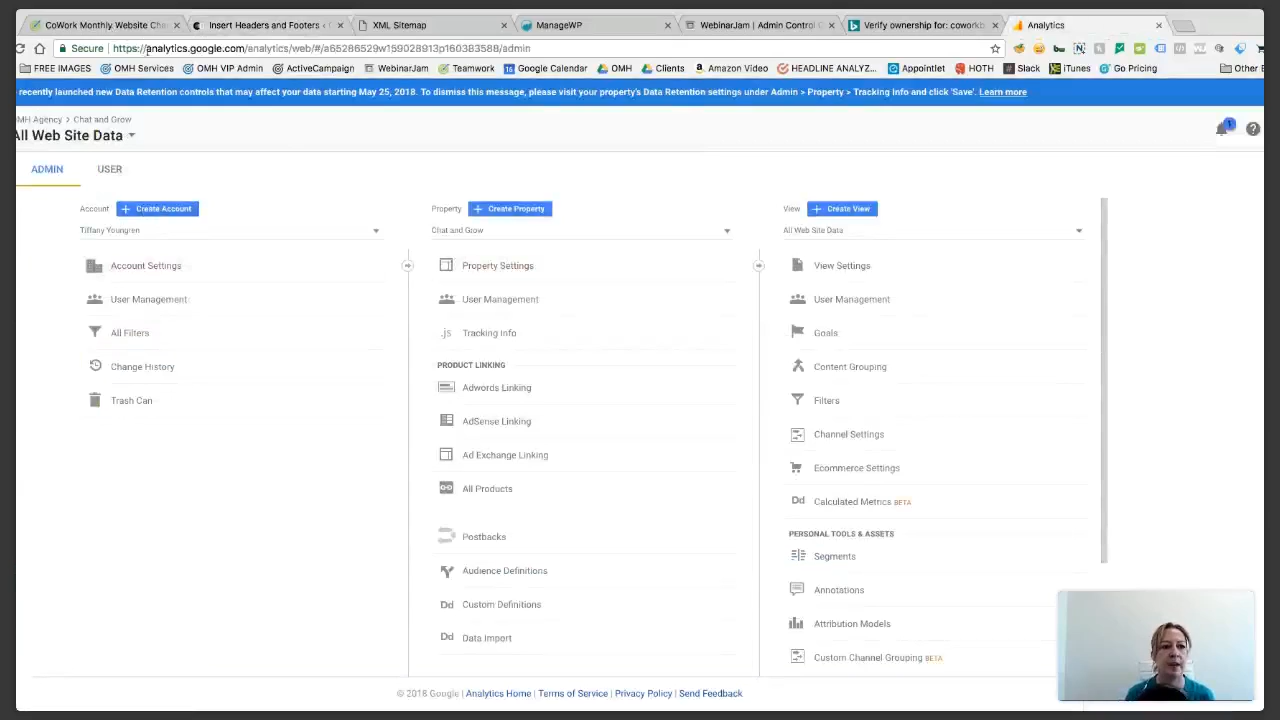 CoWork Monthly Website Che
Insert Headers and Footers ‹
XML Sitemap
ManageWP
WebinarJam | Admin Control C
Verify ownership for: coworkb
Analytics
Secure https://analytics.google.com/analytics/web/#/a65286529w159028913p160383588/admin
FREE IMAGES OMH Services OMH VIP Admin ActiveCampaign WebinarJam Teamwork Google Calendar OMH Clients Amazon Video HEADLINE ANALYZ... Appointlet HOTH Slack iTunes Go Pricing Other
recently launched new Data Retention controls that may affect your data starting May 25, 2018. To dismiss this message, please visit your property's Data Retention settings under Admin > Property > Tracking Info and click 'Save'. Learn more
OMH Agency > Chat and Grow
All Web Site Data
1
ADMIN USER
Account + Create Account
Tiffany Youngren
Account Settings
User Management
All Filters
Change History
Trash Can
Property + Create Property
Chat and Grow
Property Settings
User Management
.js Tracking Info
PRODUCT LINKING
Adwords Linking
AdSense Linking
Ad Exchange Linking
All Products
Postbacks
Audience Definitions
Dd Custom Definitions
Dd Data Import
View + Create View
All Web Site Data
View Settings
User Management
Goals
Content Grouping
Filters
Channel Settings
Ecommerce Settings
Dd Calculated Metrics BETA
PERSONAL TOOLS & ASSETS
Segments
Annotations
Attribution Models
Custom Channel Grouping BETA
© 2018 Google | Analytics Home | Terms of Service | Privacy Policy | Send Feedback